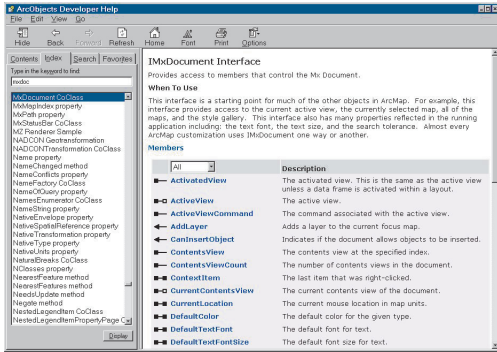 ArcObjects Developer Help
File Edit View Go
Hide Back Forward Refresh Home Font Print Options
Contents Index Search Favorites
Type in the keyword to find:
mxdoc
MxDocument CoClass
MxMapIndex property
MxPath property
MxStatusBar CoClass
MZ Renderer Sample
NADCON Geotransformation
NADCONTransformation CoClass
Name property
NameChanged method
NameConflicts property
NameFactory CoClass
NameOfQuery property
NamesEnumerator CoClass
NameString property
NativeEnvelope property
NativeSpatialReference property
NativeTransformation property
NativeType property
NativeUnits property
NaturalBreaks CoClass
NClasses property
NearestFeature method
NearestFeatures method
NeedsUpdate method
Negate method
NestedLegendItem CoClass
NestedLegendItemPropertyPage C
Display
IMxDocument Interface
Provides access to members that control the Mx Document.
When To Use
This interface is a starting point for much of the other objects in ArcMap. For example, this
interface provides access to the current active view, the currently selected map, all of the
maps, and the style gallery. This interface also has many properties reflected in the running
application including: the text font, the text size, and the search tolerance. Almost every
ArcMap customization uses IMxDocument one way or another.
Members
All Description
ActivatedView The activated view. This is the same as the active view
unless a data frame is activated within a layout.
ActiveView The active view.
ActiveViewCommand The command associated with the active view.
AddLayer Adds a layer to the current focus map.
CanInsertObject Indicates if the document allows objects to be inserted.
ContentsView The contents view at the specified index.
ContentsViewCount The number of contents views in the document.
ContextItem The last item that was right-clicked.
CurrentContentsView The current contents view of the document.
CurrentLocation The current mouse location in map units.
DefaultColor The default color for the given type.
DefaultTextFont The default font for text.
DefaultTextFontSize The default font size for text.